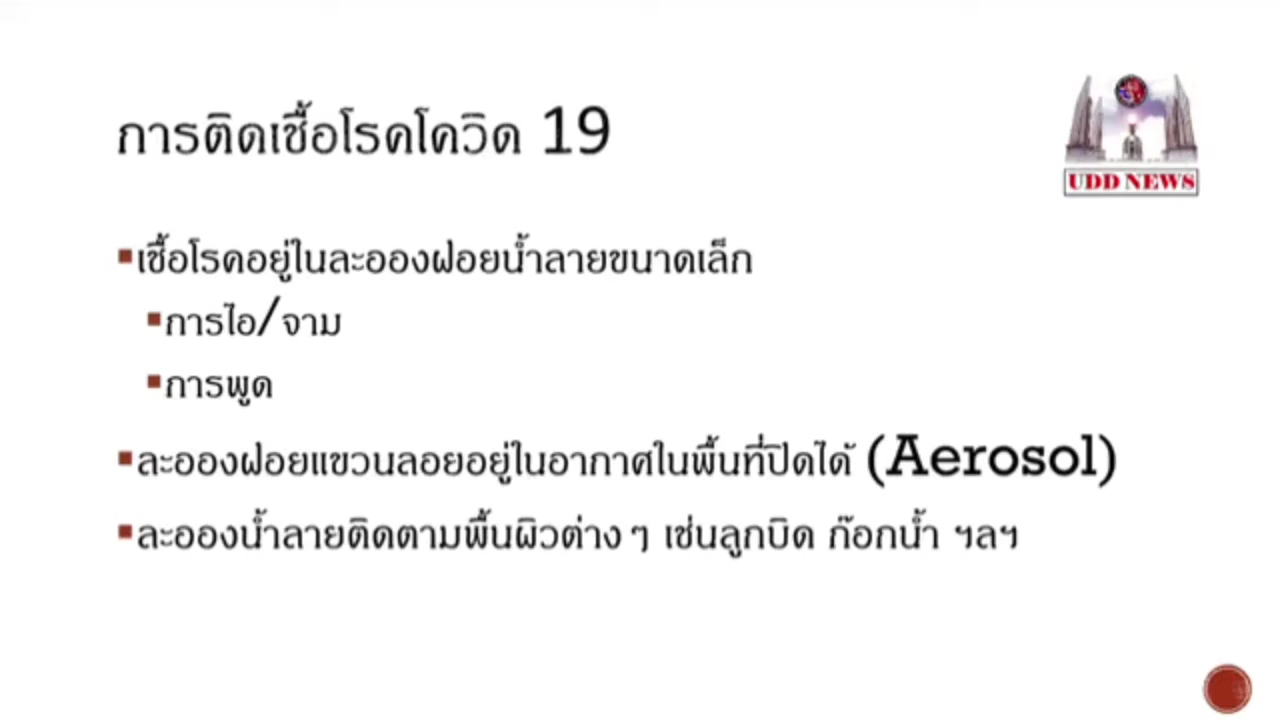 การติดเชื้อโรคโควิด 19
UDD NEWS
เชื้อโรคอยู่ในละอองฝอยน้ำลายขนาดเล็ก
การไอ/จาม
การพูด
ละอองฝอยแขวนลอยอยู่ในอากาศในพื้นที่ปิดได้ (Aerosol)
ละอองน้ำลายติดตามพื้นผิวต่าง ๆ เช่นลูกบิด ก๊อกน้ำ ฯลฯ